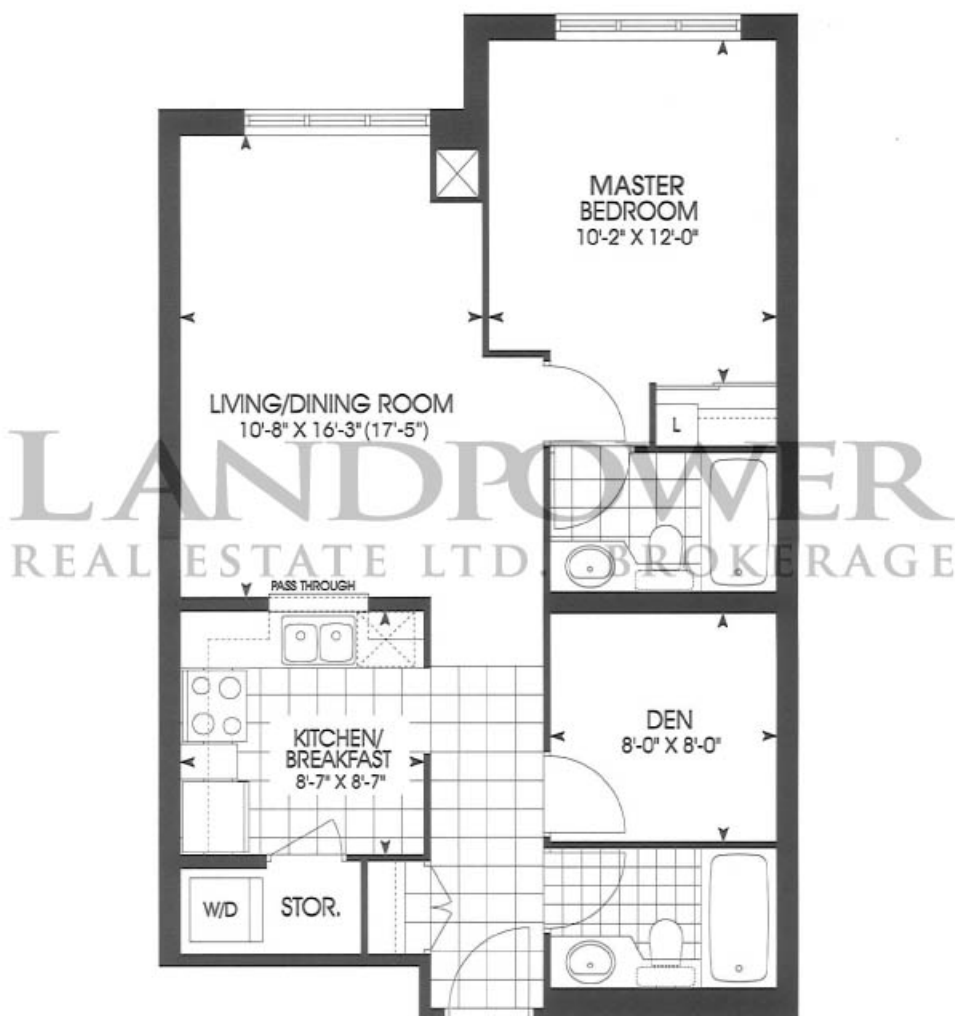 MASTER
BEDROOM
10'-2" X 12'-0"
LIVING/DINING ROOM
10'-8" X 16'-3" (17'-5")
L
LANDPOWER
REAL ESTATE LTD. BROKERAGE
PASS THROUGH
KITCHEN/
BREAKFAST
8'-7" X 8'-7"
DEN
8'-0" X 8'-0"
W/D
STOR.